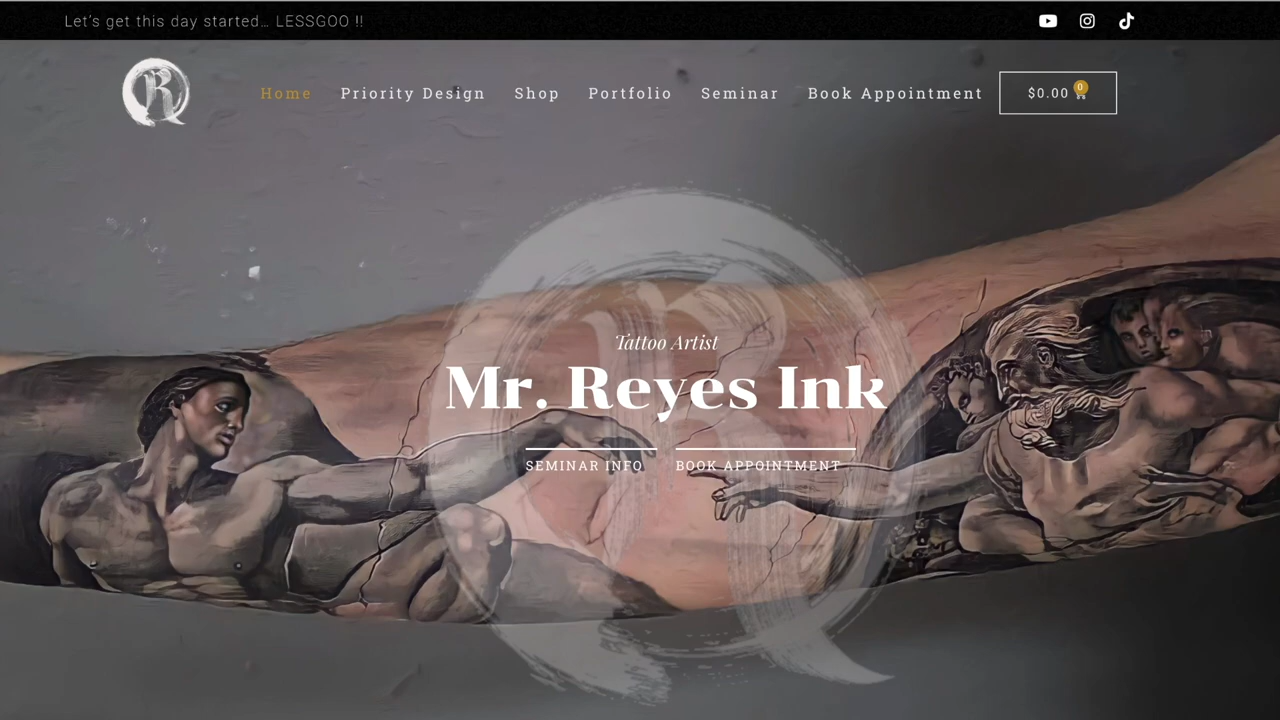 Let's get this day started… LESSGOO !!
Home Priority Design Shop Portfolio Seminar Book Appointment $0.00 0
R
Tattoo Artist
Mr. Reyes Ink
SEMINAR INFO BOOK APPOINTMENT